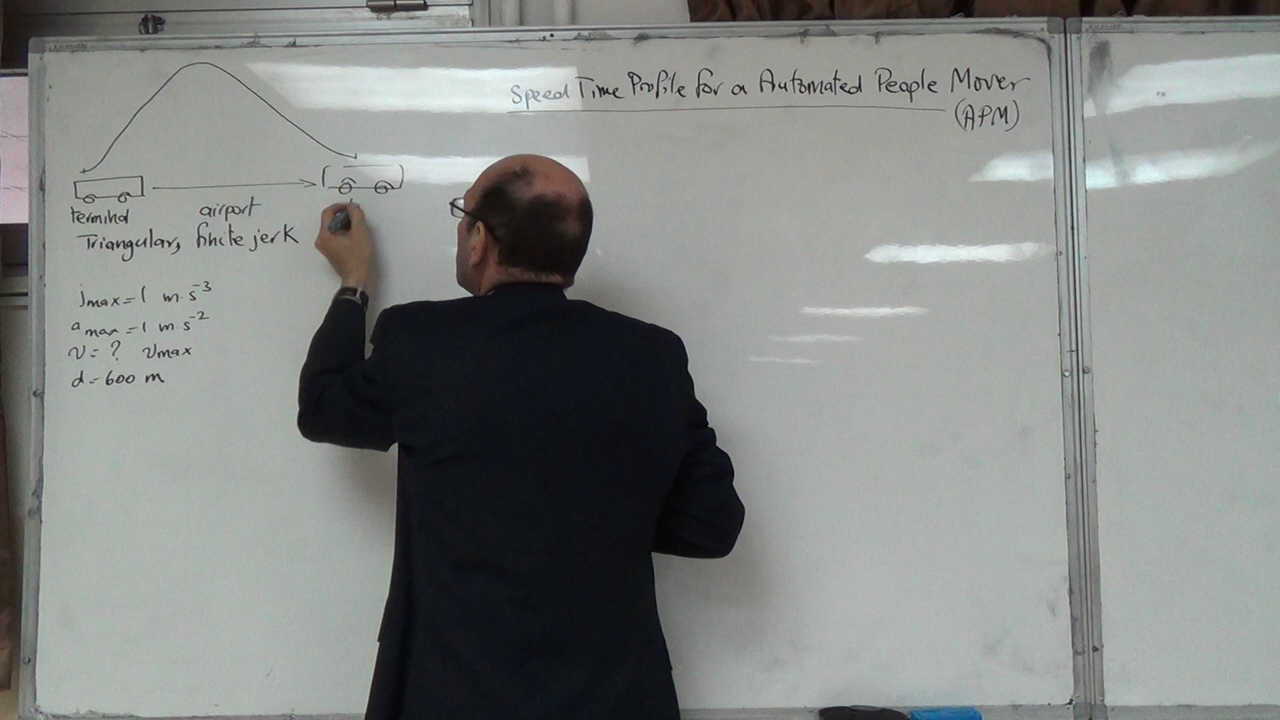 Speed Time Profile for a Automated People Mover
(APM)
terminal
airport
Triangular, finite jerk
jmax = 1 m·s⁻³
amax = 1 m·s⁻²
v = ? vmax
d = 600 m